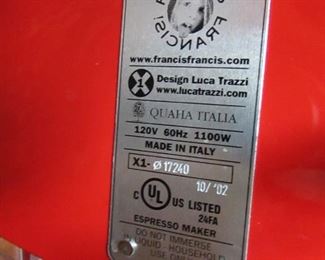 FRANCIS!
www.francisfrancis.com
Design Luca Trazzi
www.lucatrazzi.com
QUAHA ITALIA
120V 60Hz 1100W
MADE IN ITALY
X1-Ø17240
10/'02
C UL US LISTED
24FA
ESPRESSO MAKER
DO NOT IMMERSE
IN LIQUID - HOUSEHOLD
USE ONLY